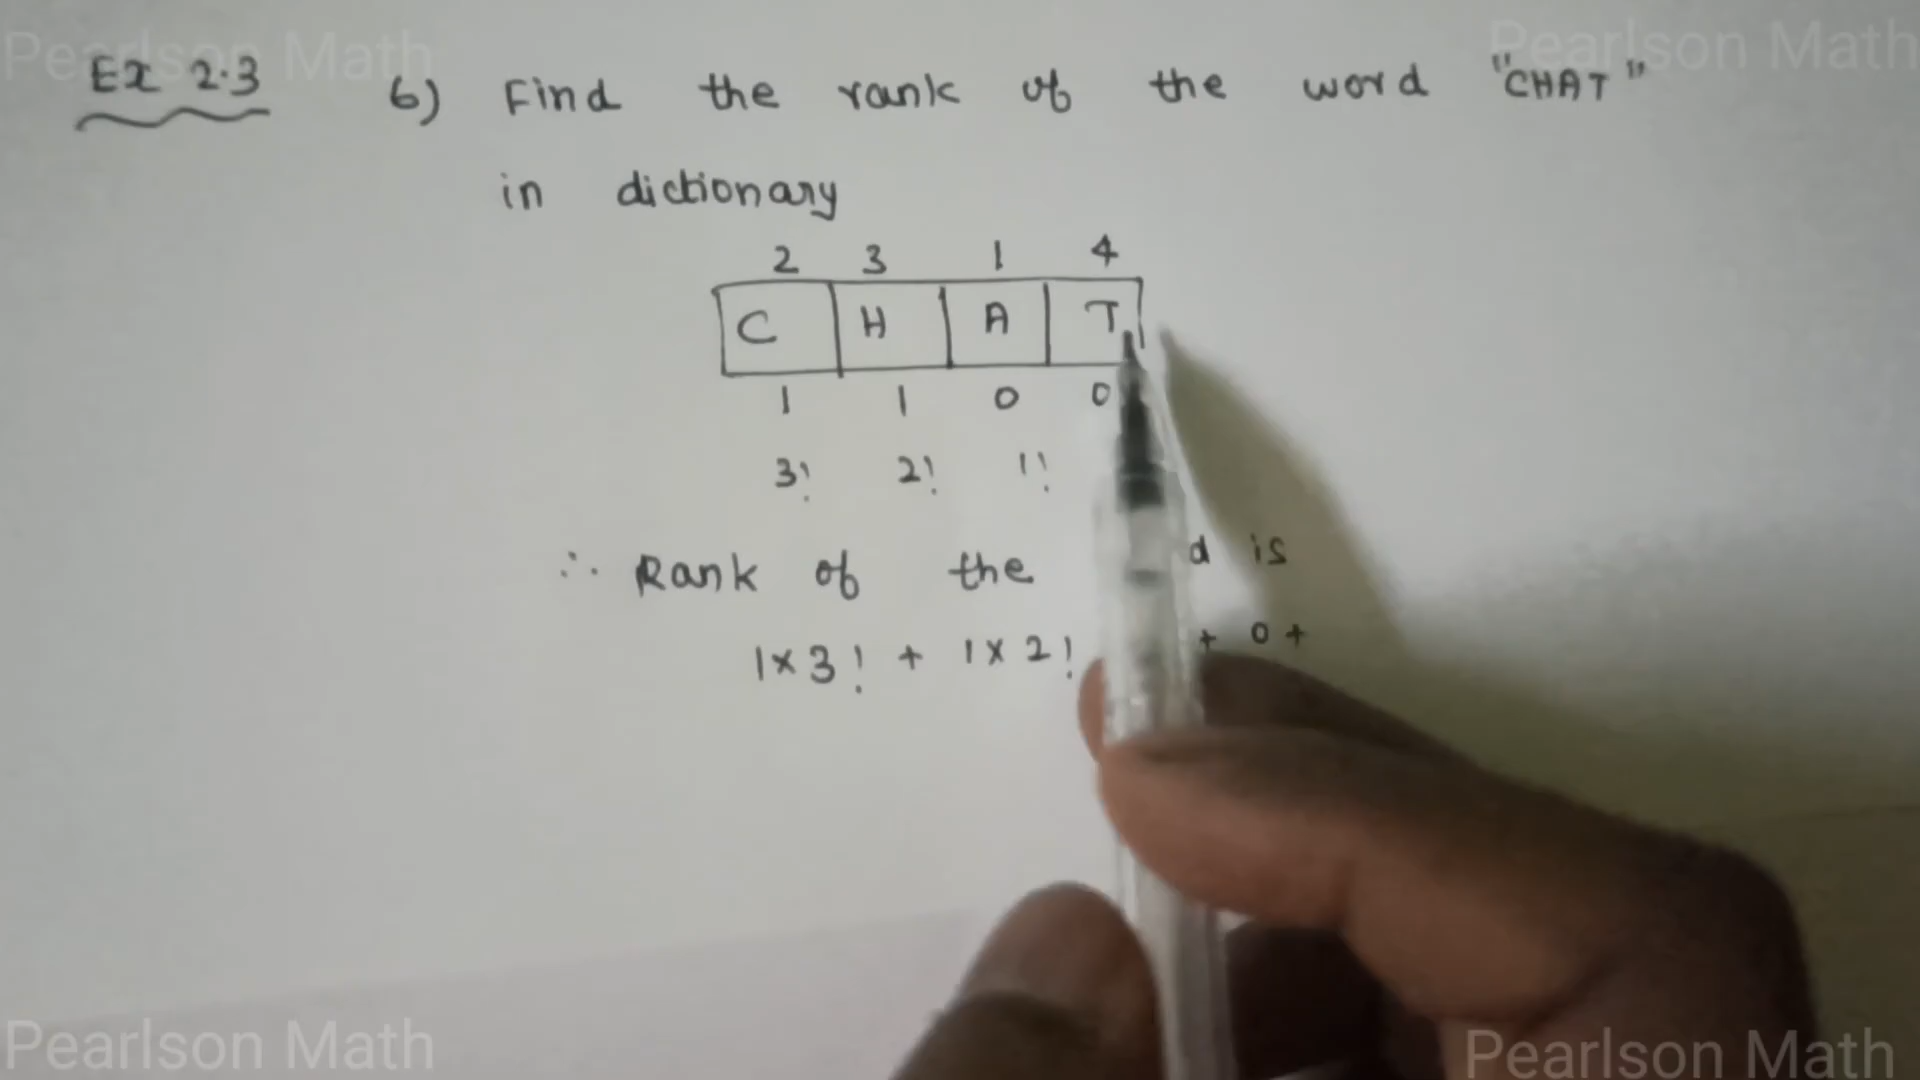 Pearlson Math Pearlson Math
Ex 2.3 6) Find the rank of the word "CHAT"
in dictionary
2 3 1 4
C H A T
1 1 0 0
3! 2! 1!
∴ Rank of the is
1×3! + 1×2! + 0 +
Pearlson Math Pearlson Math